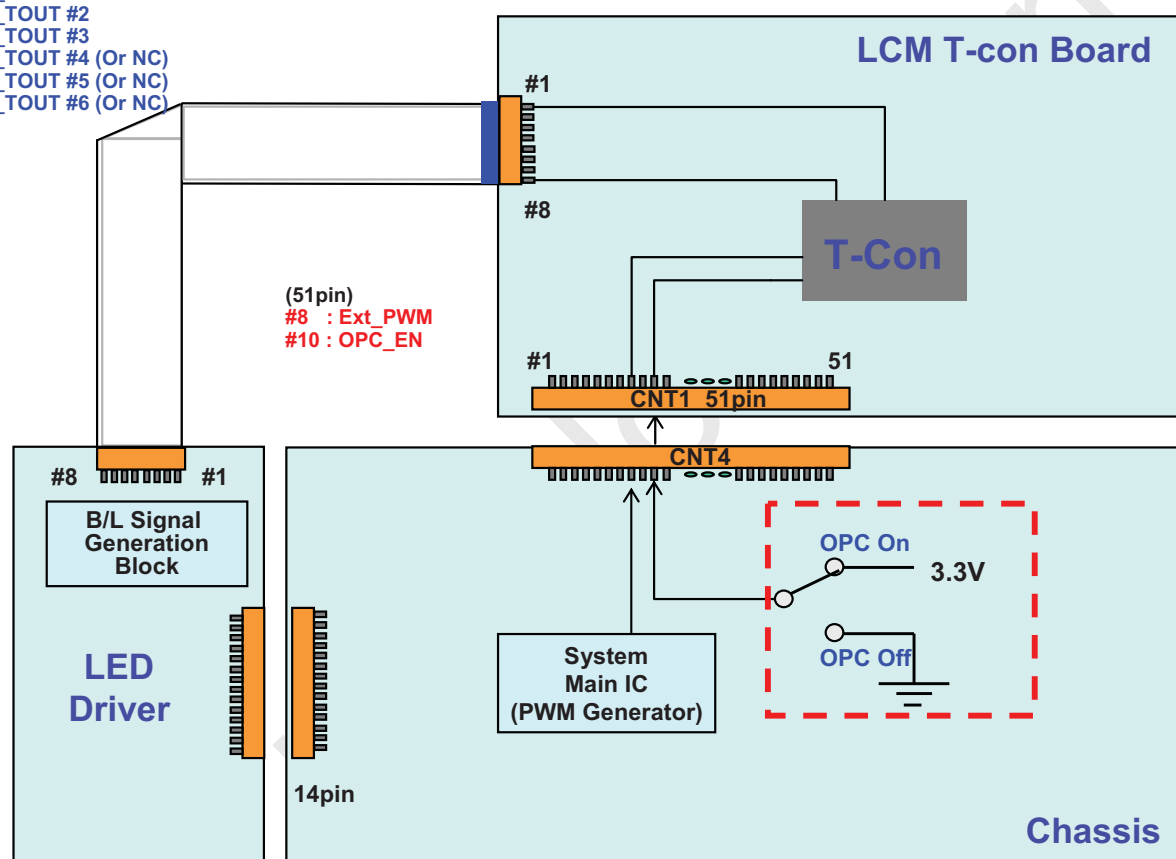 _TOUT #2
_TOUT #3
_TOUT #4 (Or NC)
_TOUT #5 (Or NC)
_TOUT #6 (Or NC)
LCM T-con Board
#1
#8
T-Con
(51pin)
#8 : Ext_PWM
#10 : OPC_EN
#1
51
CNT1 51pin
CNT4
#8
#1
B/L Signal
Generation
Block
OPC On
3.3V
OPC Off
System
Main IC
(PWM Generator)
LED
Driver
14pin
Chassis